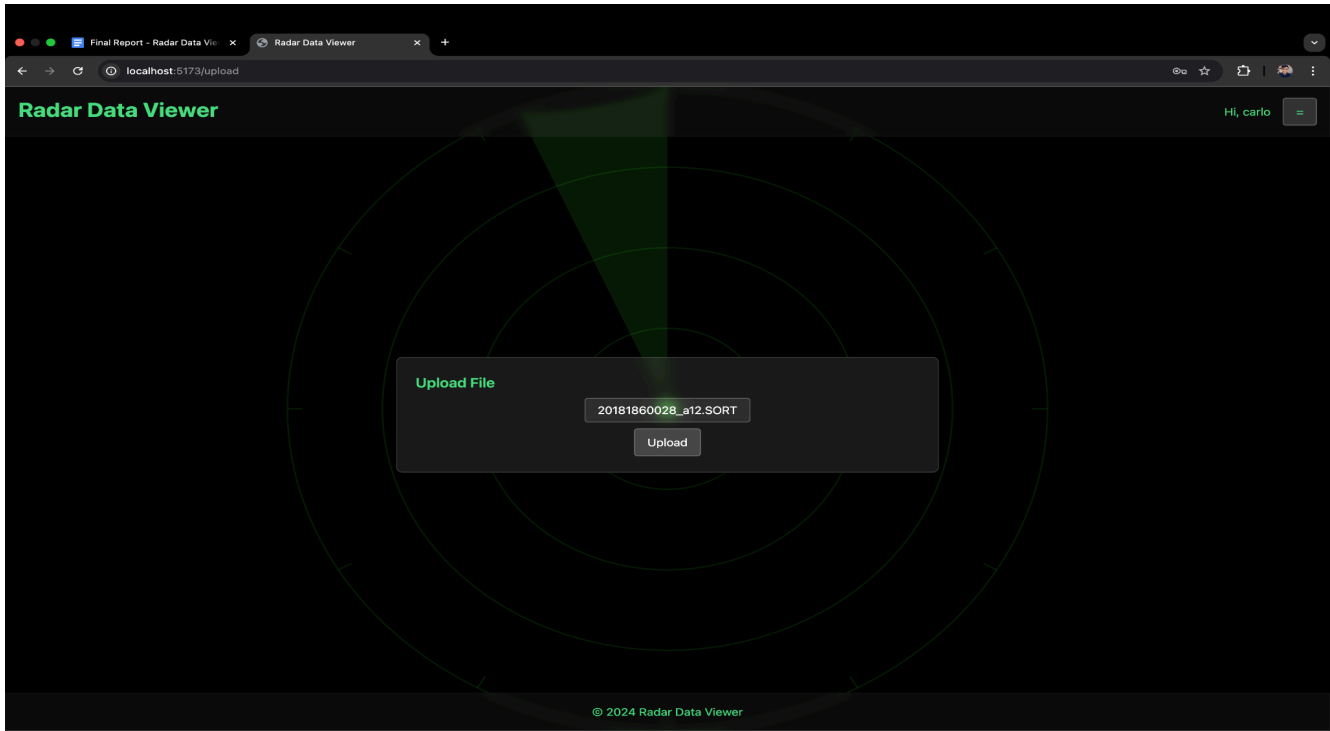 Final Report - Radar Data Vie
Radar Data Viewer
localhost:5173/upload
Radar Data Viewer
Hi, carlo
=
Upload File
20181860028_a12.SORT
Upload
© 2024 Radar Data Viewer